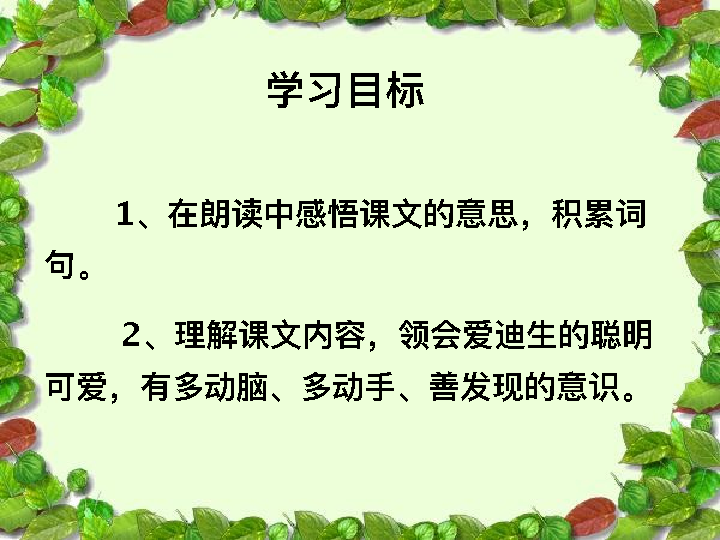 学习目标
1、在朗读中感悟课文的意思，积累词
句。
2、理解课文内容，领会爱迪生的聪明
可爱，有多动脑、多动手、善发现的意识。